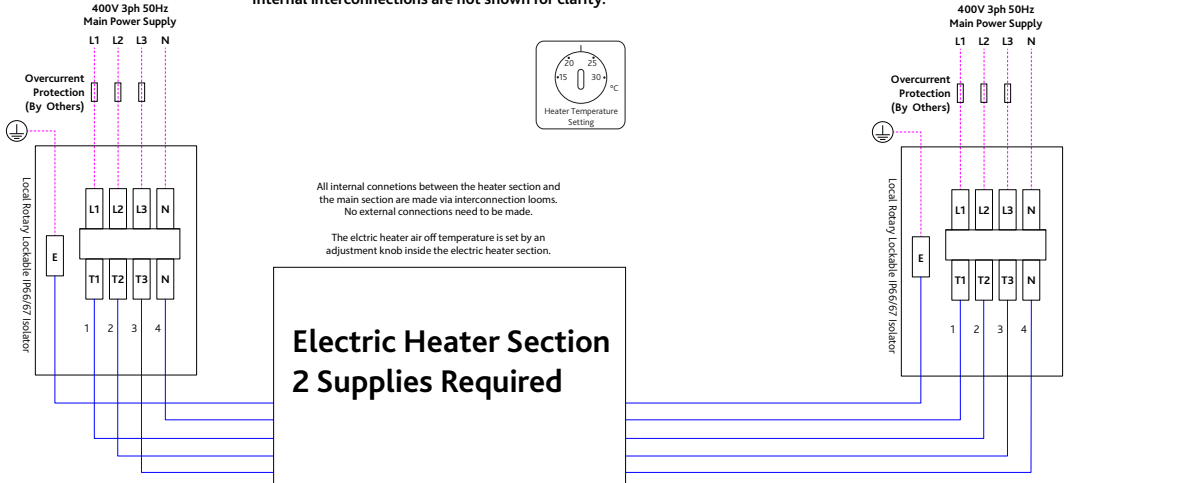 Internal interconnections are not shown for clarity.
400V 3ph 50Hz
Main Power Supply
L1 L2 L3 N
Overcurrent
Protection
(By Others)
Local Rotary Lockable IP66/67 Isolator
L1 L2 L3 N
E
T1 T2 T3 N
1 2 3 4
20 25
15 30
°C
Heater Temperature
Setting
All internal connetions between the heater section and
the main section are made via interconnection looms.
No external connections need to be made.
The elctric heater air off temperature is set by an
adjustment knob inside the electric heater section.
Electric Heater Section
2 Supplies Required
400V 3ph 50Hz
Main Power Supply
L1 L2 L3 N
Overcurrent
Protection
(By Others)
Local Rotary Lockable IP66/67 Isolator
L1 L2 L3 N
E
T1 T2 T3 N
1 2 3 4